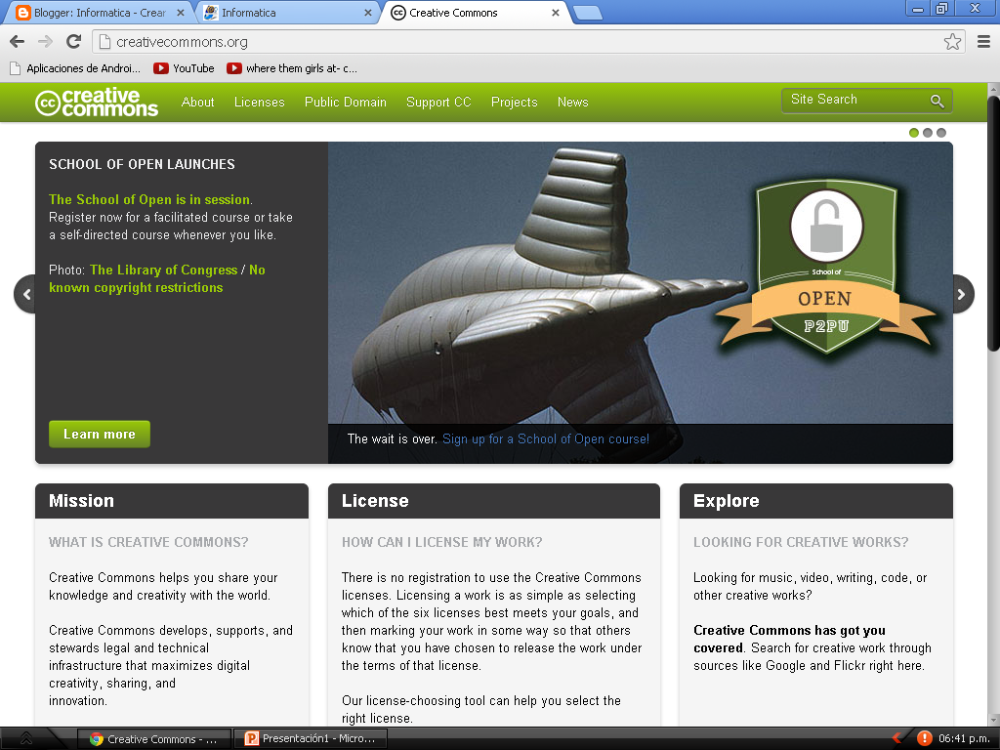 Blogger: Informatica - Crear
Informatica
Creative Commons
creativecommons.org
Aplicaciones de Androi...
YouTube
where them girls at- c...
cc creative commons
About
Licenses
Public Domain
Support CC
Projects
News
Site Search
SCHOOL OF OPEN LAUNCHES
The School of Open is in session.
Register now for a facilitated course or take
a self-directed course whenever you like.
Photo: The Library of Congress / No
known copyright restrictions
Learn more
School of
OPEN
P2PU
The wait is over. Sign up for a School of Open course!
Mission
WHAT IS CREATIVE COMMONS?
Creative Commons helps you share your
knowledge and creativity with the world.
Creative Commons develops, supports, and
stewards legal and technical
infrastructure that maximizes digital
creativity, sharing, and
innovation.
License
HOW CAN I LICENSE MY WORK?
There is no registration to use the Creative Commons
licenses. Licensing a work is as simple as selecting
which of the six licenses best meets your goals, and
then marking your work in some way so that others
know that you have chosen to release the work under
the terms of that license.
Our license-choosing tool can help you select the
right license.
Explore
LOOKING FOR CREATIVE WORKS?
Looking for music, video, writing, code, or
other creative works?
Creative Commons has got you
covered. Search for creative work through
sources like Google and Flickr right here.
Creative Commons - ...
Presentación1 - Micro...
06:41 p.m.